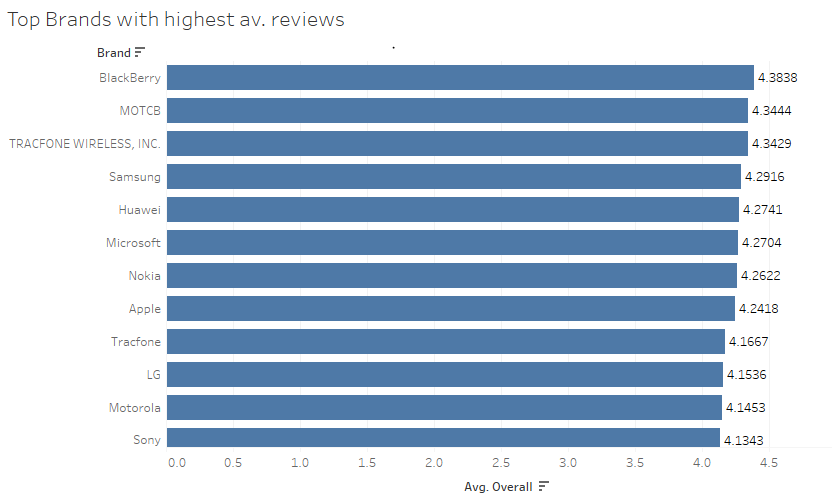 Top Brands with highest av. reviews
Brand
BlackBerry 4.3838
MOTCB 4.3444
TRACFONE WIRELESS, INC. 4.3429
Samsung 4.2916
Huawei 4.2741
Microsoft 4.2704
Nokia 4.2622
Apple 4.2418
Tracfone 4.1667
LG 4.1536
Motorola 4.1453
Sony 4.1343
0.0 0.5 1.0 1.5 2.0 2.5 3.0 3.5 4.0 4.5
Avg. Overall